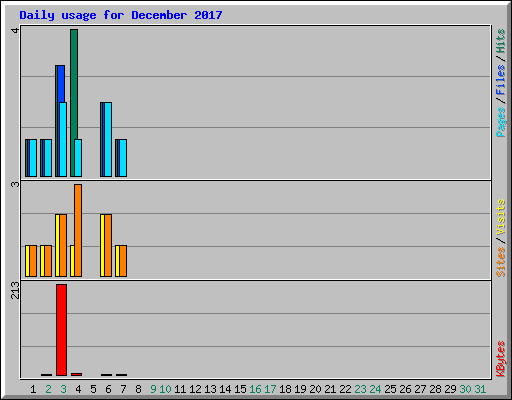 Daily usage for December 2017
4
Pages / Files / Hits
3
Sites / Visits
213
KBytes
1 2 3 4 5 6 7 8 9 10 11 12 13 14 15 16 17 18 19 20 21 22 23 24 25 26 27 28 29 30 31